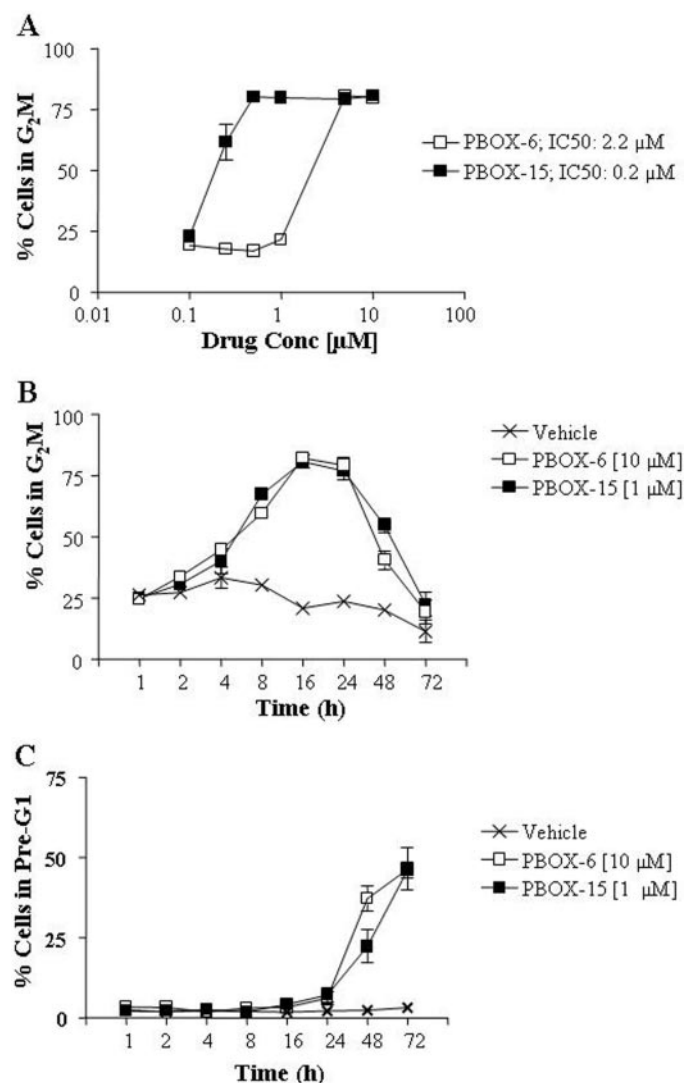 A
100
75
50
25
0
% Cells in G2M
0.01 0.1 1 10 100
Drug Conc [µM]
PBOX-6; IC50: 2.2 µM
PBOX-15; IC50: 0.2 µM
B
100
75
50
25
0
% Cells in G2M
1 2 4 8 16 24 48 72
Time (h)
Vehicle
PBOX-6 [10 µM]
PBOX-15 [1 µM]
C
75
50
25
0
% Cells in Pre-G1
1 2 4 8 16 24 48 72
Time (h)
Vehicle
PBOX-6 [10 µM]
PBOX-15 [1 µM]